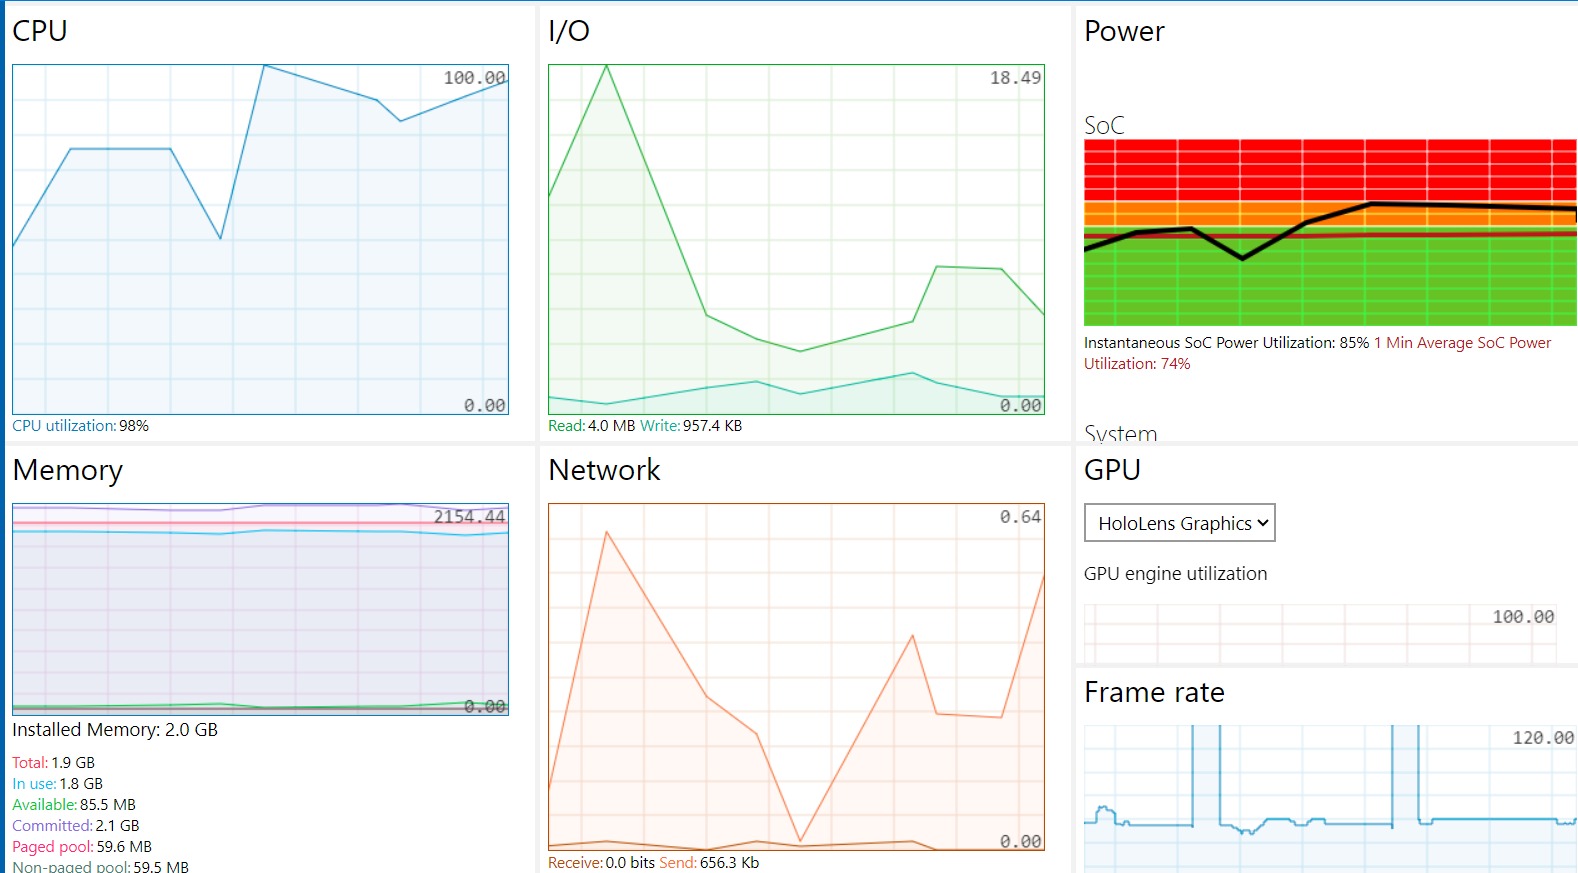 CPU
100.00
0.00
CPU utilization: 98%
I/O
18.49
0.00
Read: 4.0 MB Write: 957.4 KB
Power
SoC
Instantaneous SoC Power Utilization: 85% 1 Min Average SoC Power
Utilization: 74%
System
Memory
2154.44
0.00
Installed Memory: 2.0 GB
Total: 1.9 GB
In use: 1.8 GB
Available: 85.5 MB
Committed: 2.1 GB
Paged pool: 59.6 MB
Non-paged pool: 59.5 MB
Network
0.64
0.00
Receive: 0.0 bits Send: 656.3 Kb
GPU
HoloLens Graphics
GPU engine utilization
100.00
Frame rate
120.00